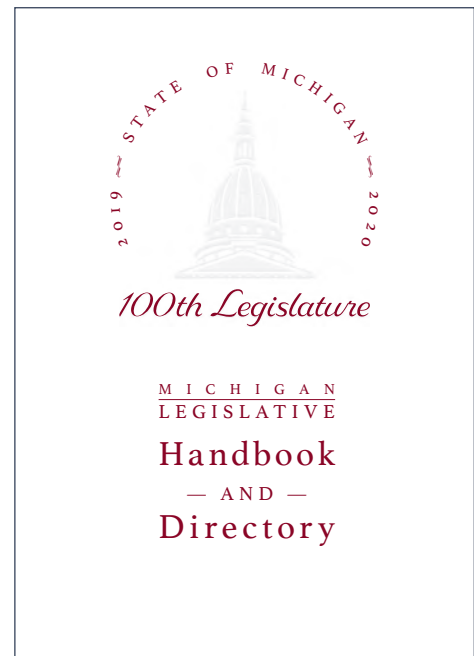 2019 — STATE OF MICHIGAN — 2020
100th Legislature
MICHIGAN
LEGISLATIVE
Handbook
— AND —
Directory